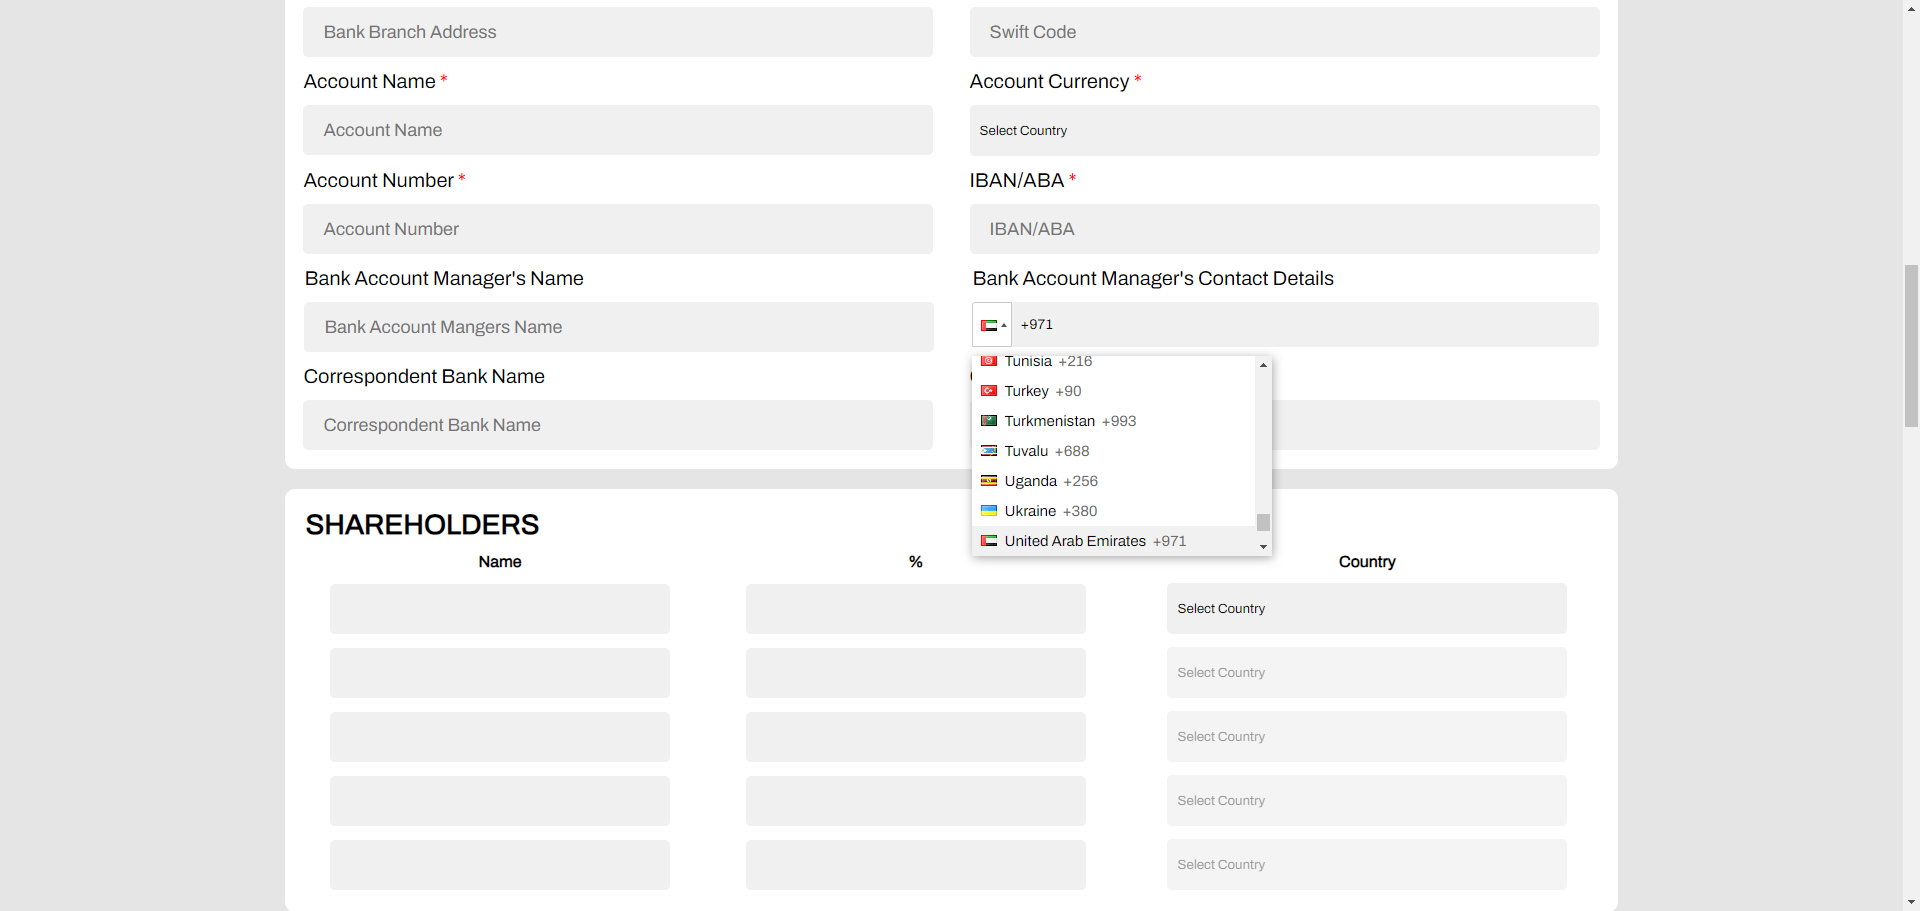 Bank Branch Address
Swift Code
Account Name *
Account Currency *
Account Name
Select Country
Account Number *
IBAN/ABA *
Account Number
IBAN/ABA
Bank Account Manager's Name
Bank Account Manager's Contact Details
Bank Account Mangers Name
+971
Correspondent Bank Name
Correspondent Bank Name
Tunisia +216
Turkey +90
Turkmenistan +993
Tuvalu +688
Uganda +256
Ukraine +380
United Arab Emirates +971
SHAREHOLDERS
Name % Country
Select Country
Select Country
Select Country
Select Country
Select Country